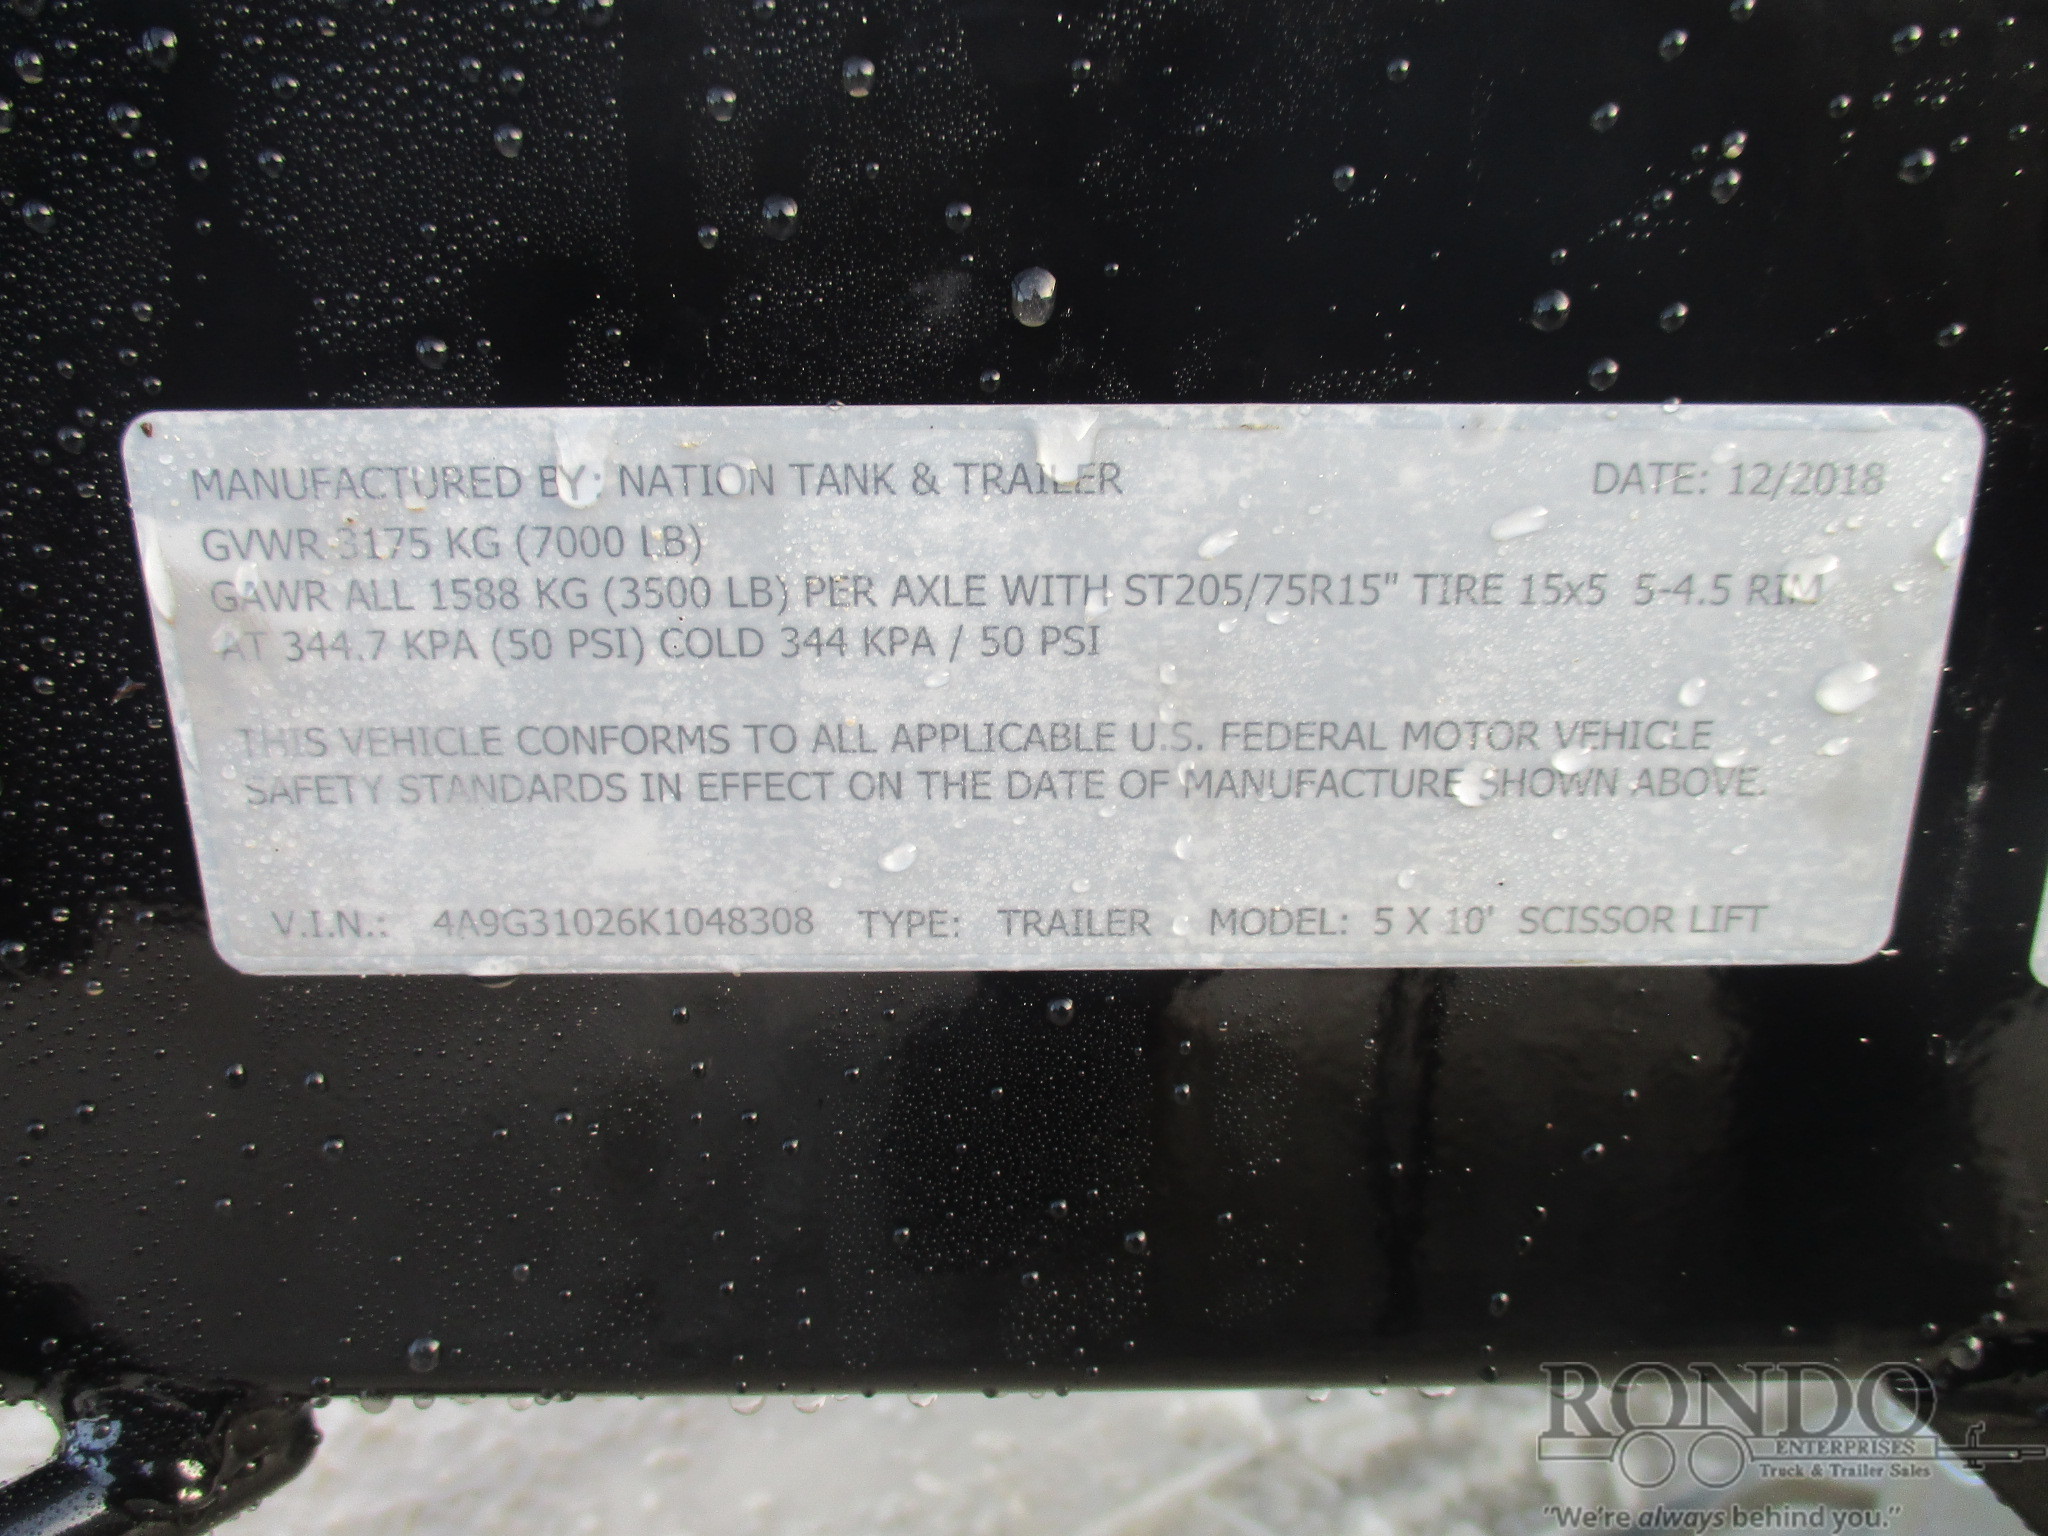 MANUFACTURED BY: NATION TANK & TRAILER DATE: 12/2018
GVWR 3175 KG (7000 LB)
GAWR ALL 1588 KG (3500 LB) PER AXLE WITH ST205/75R15" TIRE 15x5 5-4.5 RIM
AT 344.7 KPA (50 PSI) COLD 344 KPA / 50 PSI
THIS VEHICLE CONFORMS TO ALL APPLICABLE U.S. FEDERAL MOTOR VEHICLE
SAFETY STANDARDS IN EFFECT ON THE DATE OF MANUFACTURE SHOWN ABOVE.
V.I.N.: 4A9G31026K1048308 TYPE: TRAILER MODEL: 5 X 10' SCISSOR LIFT
RONDO
ENTERPRISES
Truck & Trailer Sales
"We're always behind you."